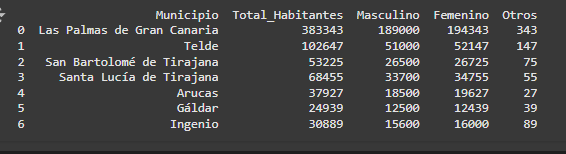 Municipio Total_Habitantes Masculino Femenino Otros
0 Las Palmas de Gran Canaria 383343 189000 194343 343
1 Telde 102647 51000 52147 147
2 San Bartolomé de Tirajana 53225 26500 26725 75
3 Santa Lucía de Tirajana 68455 33700 34755 55
4 Arucas 37927 18500 19627 27
5 Gáldar 24939 12500 12439 39
6 Ingenio 30889 15600 16000 89